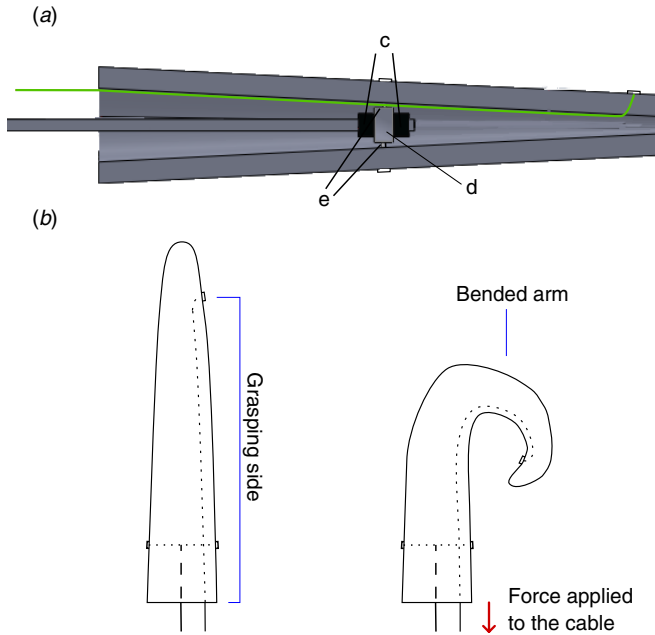 (a)
c
e
d
(b)
Bended arm
Grasping side
Force applied
to the cable